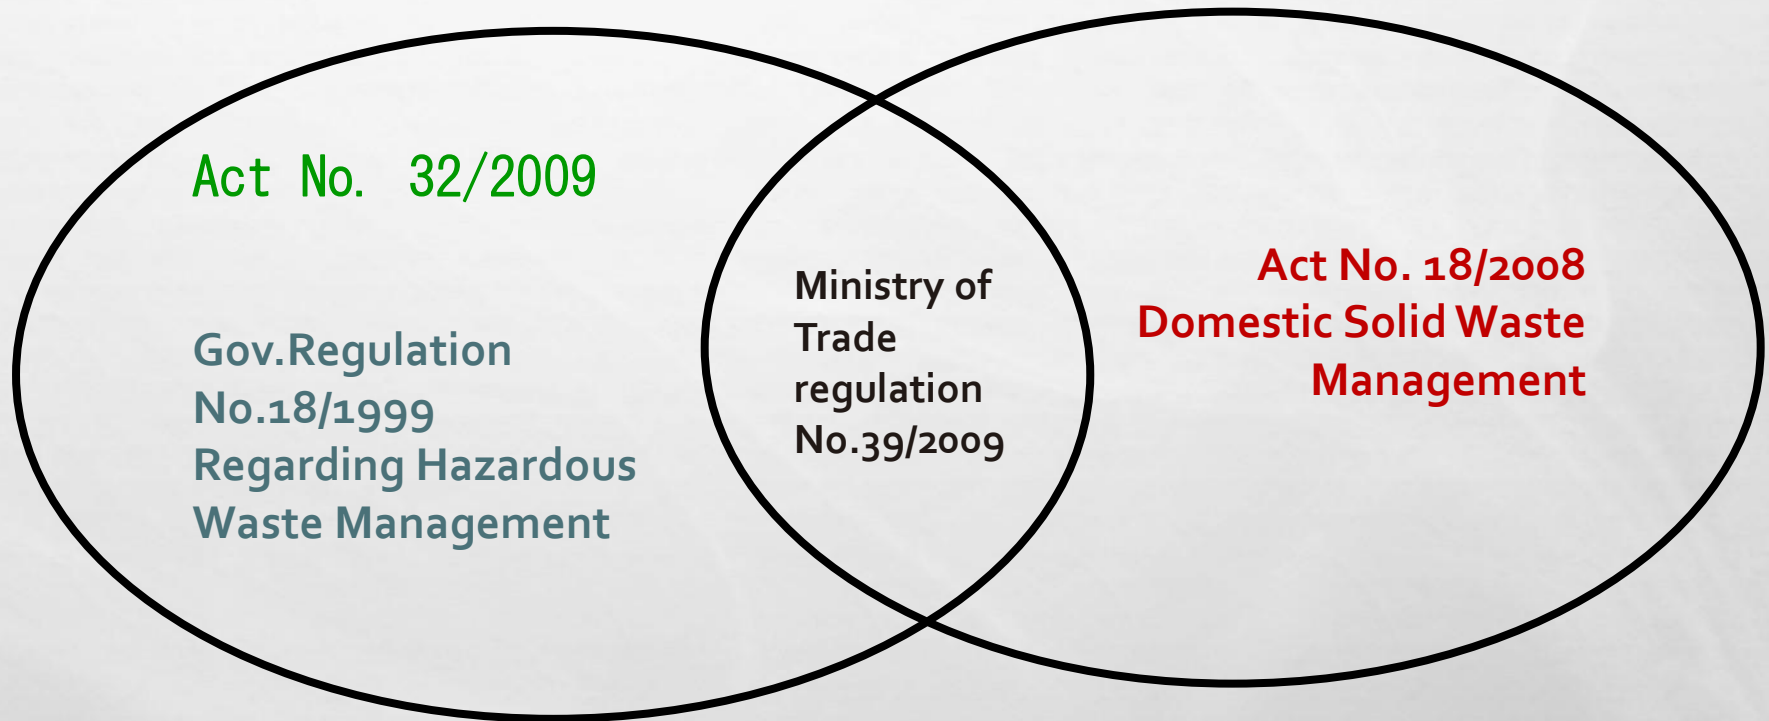 Act No. 32/2009
Gov.Regulation
No.18/1999
Regarding Hazardous
Waste Management
Ministry of
Trade
regulation
No.39/2009
Act No. 18/2008
Domestic Solid Waste
Management